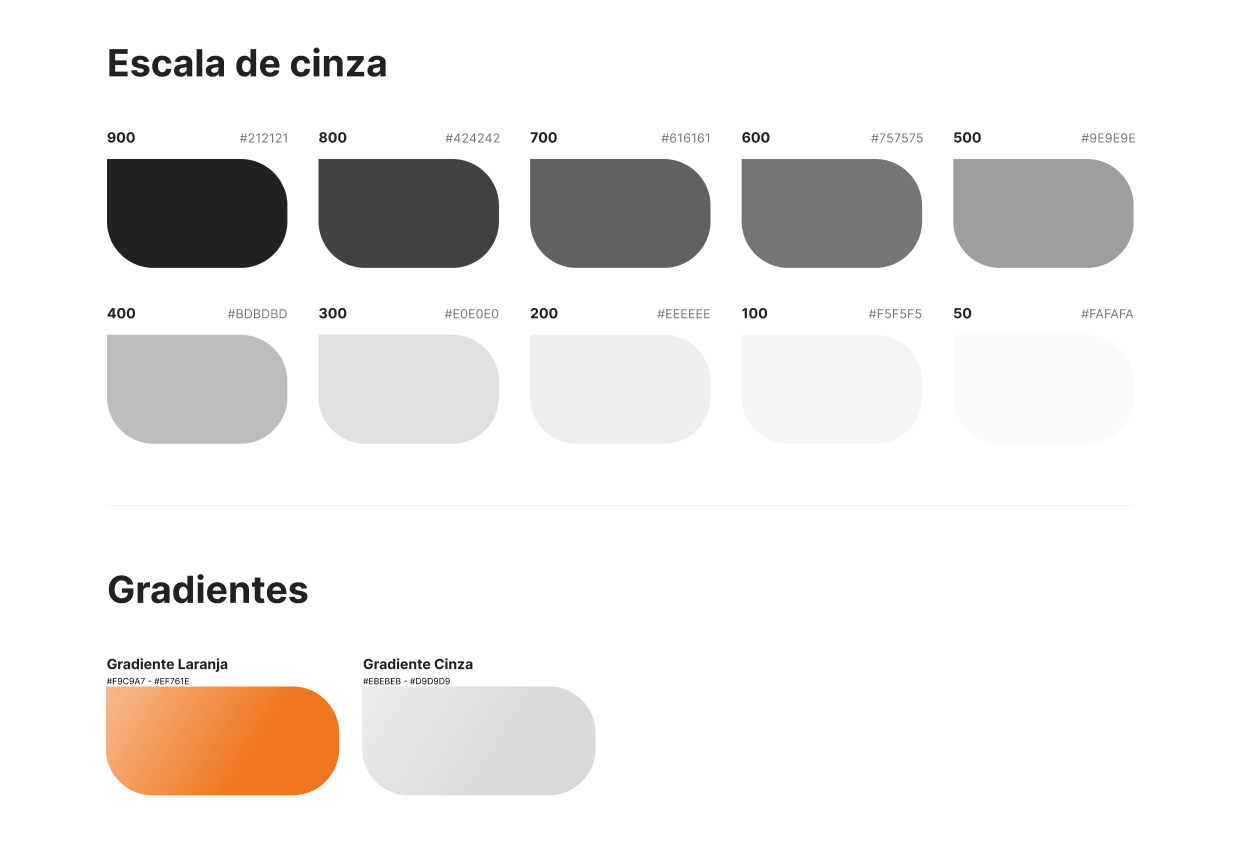 Escala de cinza
900 #212121 800 #424242 700 #616161 600 #757575 500 #9E9E9E
400 #BDBDBD 300 #E0E0E0 200 #EEEEEE 100 #F5F5F5 50 #FAFAFA
Gradientes
Gradiente Laranja Gradiente Cinza
#F9C9A7 - #EF761E #EBEBEB - #D9D9D9